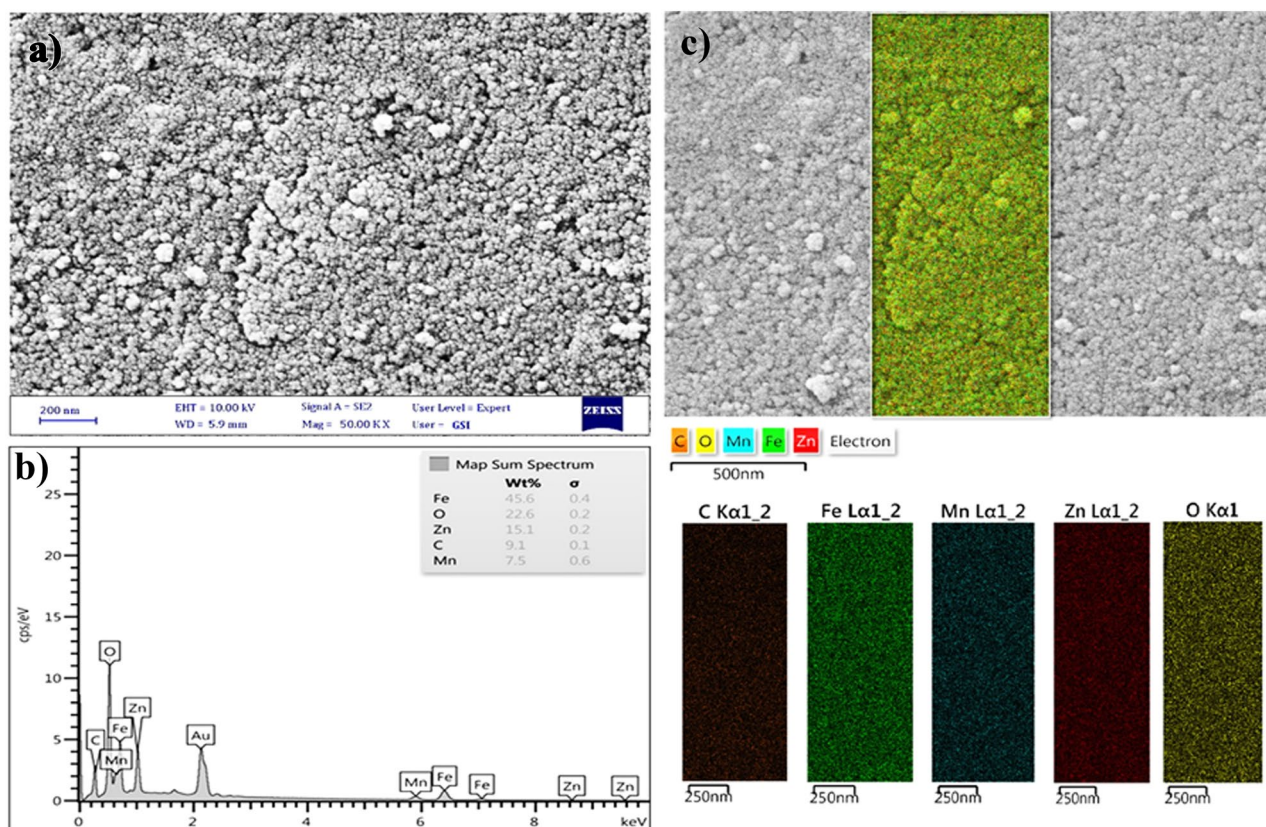 a)
200 nm
EHT = 10.00 kV
Signal A = SE2
User Level = Expert
WD = 5.9 mm
Mag = 50.00 K X
User = GSI
ZEISS
b)
Map Sum Spectrum
Wt% σ
Fe 45.6 0.4
O 22.6 0.2
Zn 15.1 0.2
C 9.1 0.1
Mn 7.5 0.6
cps/eV
25
20
15
10
5
0
C
O
Fe
Mn
Zn
Au
Mn
Fe
Fe
Zn
Zn
0 2 4 6 8 keV
c)
C O Mn Fe Zn Electron
500nm
C Kα1_2 Fe Lα1_2 Mn Lα1_2 Zn Lα1_2 O Kα1
250nm 250nm 250nm 250nm 250nm